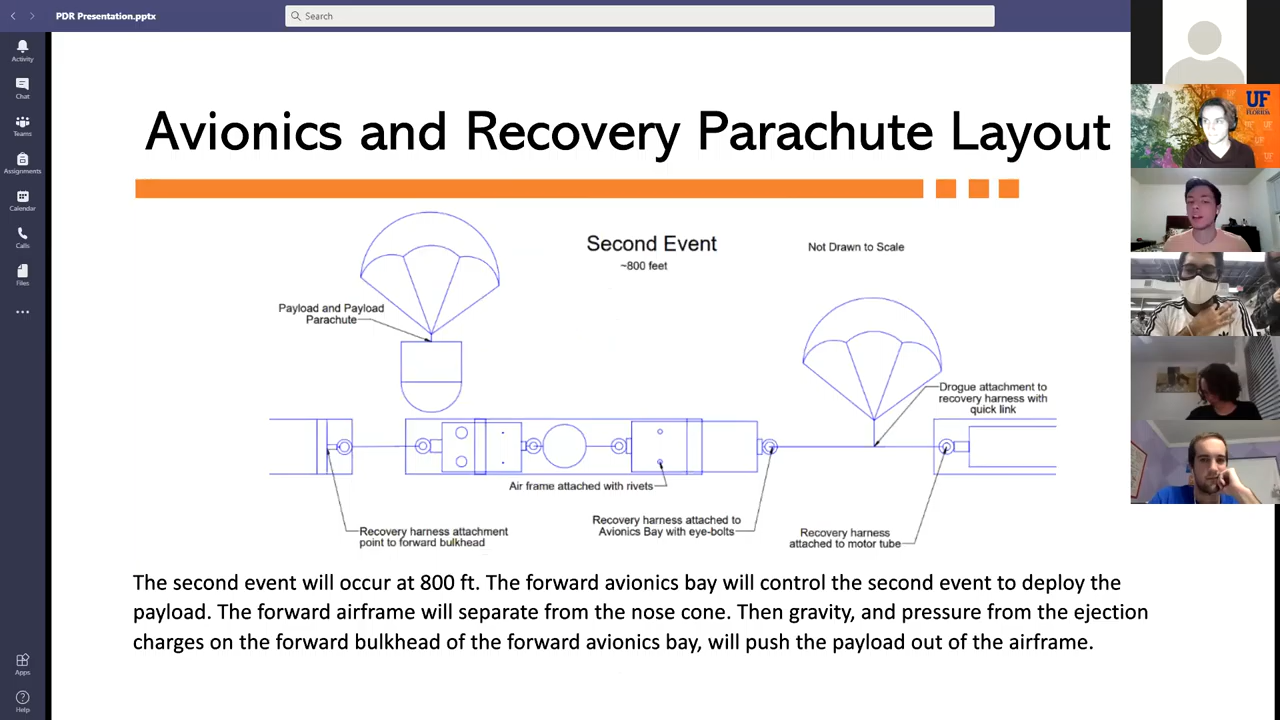 PDR Presentation.pptx
Search
Activity
Chat
Teams
Assignments
Calendar
Calls
Files
Apps
Help
UF
FLORIDA
Avionics and Recovery Parachute Layout
Second Event
~800 feet
Not Drawn to Scale
Payload and Payload
Parachute
Drogue attachment to
recovery harness with
quick link
Air frame attached with rivets
Recovery harness attachment
point to forward bulkhead
Recovery harness attached to
Avionics Bay with eye-bolts
Recovery harness
attached to motor tube
The second event will occur at 800 ft. The forward avionics bay will control the second event to deploy the
payload. The forward airframe will separate from the nose cone. Then gravity, and pressure from the ejection
charges on the forward bulkhead of the forward avionics bay, will push the payload out of the airframe.